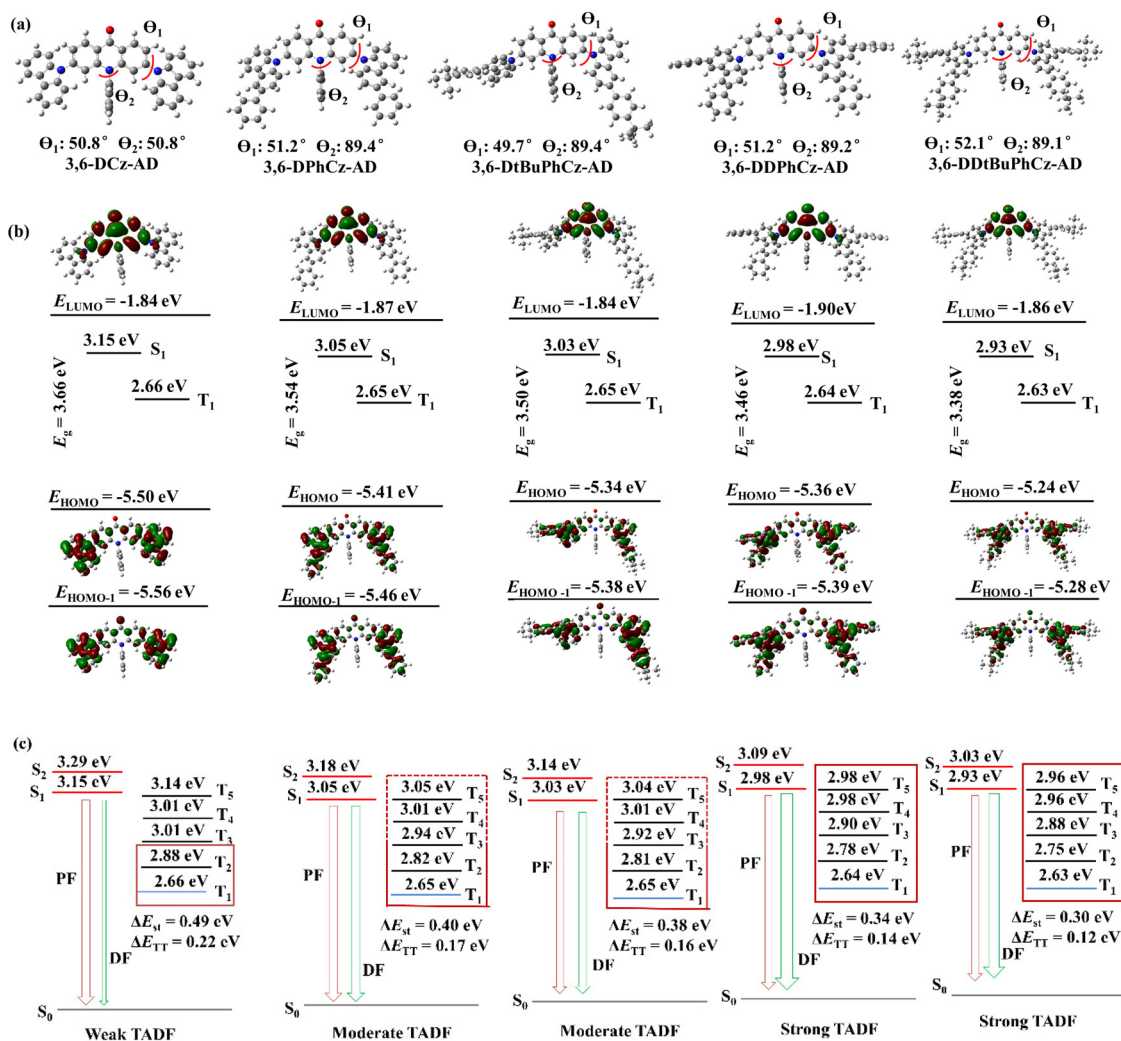 (a)
Θ1
Θ2
Θ1: 50.8° Θ2: 50.8°
3,6-DCz-AD
Θ1
Θ2
Θ1: 51.2° Θ2: 89.4°
3,6-DPhCz-AD
Θ1
Θ2
Θ1: 49.7° Θ2: 89.4°
3,6-DtBuPhCz-AD
Θ1
Θ2
Θ1: 51.2° Θ2: 89.2°
3,6-DDPhCz-AD
Θ1
Θ2
Θ1: 52.1° Θ2: 89.1°
3,6-DDtBuPhCz-AD
(b)
ELUMO = -1.84 eV
3.15 eV S1
2.66 eV T1
Eg = 3.66 eV
EHOMO = -5.50 eV
EHOMO-1 = -5.56 eV
ELUMO = -1.87 eV
3.05 eV S1
2.65 eV T1
Eg = 3.54 eV
EHOMO = -5.41 eV
EHOMO-1 = -5.46 eV
ELUMO = -1.84 eV
3.03 eV S1
2.65 eV T1
Eg = 3.50 eV
EHOMO = -5.34 eV
EHOMO -1 = -5.38 eV
ELUMO = -1.90eV
2.98 eV S1
2.64 eV T1
Eg = 3.46 eV
EHOMO = -5.36 eV
EHOMO -1 = -5.39 eV
ELUMO = -1.86 eV
2.93 eV S1
2.63 eV T1
Eg = 3.38 eV
EHOMO = -5.24 eV
EHOMO -1 = -5.28 eV
(c)
S2 3.29 eV
S1 3.15 eV
3.14 eV T5
3.01 eV T4
3.01 eV T3
2.88 eV T2
2.66 eV T1
PF
ΔEst = 0.49 eV
ΔETT = 0.22 eV
DF
S0
Weak TADF
S2 3.18 eV
S1 3.05 eV
3.05 eV T5
3.01 eV T4
2.94 eV T3
2.82 eV T2
2.65 eV T1
PF
ΔEst = 0.40 eV
ΔETT = 0.17 eV
DF
S0
Moderate TADF
S2 3.14 eV
S1 3.03 eV
3.04 eV T5
3.01 eV T4
2.92 eV T3
2.81 eV T2
2.65 eV T1
PF
ΔEst = 0.38 eV
ΔETT = 0.16 eV
DF
S0
Moderate TADF
S2 3.09 eV
S1 2.98 eV
2.98 eV T5
2.98 eV T4
2.90 eV T3
2.78 eV T2
2.64 eV T1
PF
ΔEst = 0.34 eV
ΔETT = 0.14 eV
DF
S0
Strong TADF
S2 3.03 eV
S1 2.93 eV
2.96 eV T5
2.96 eV T4
2.88 eV T3
2.75 eV T2
2.63 eV T1
PF
ΔEst = 0.30 eV
ΔETT = 0.12 eV
DF
S0
Strong TADF